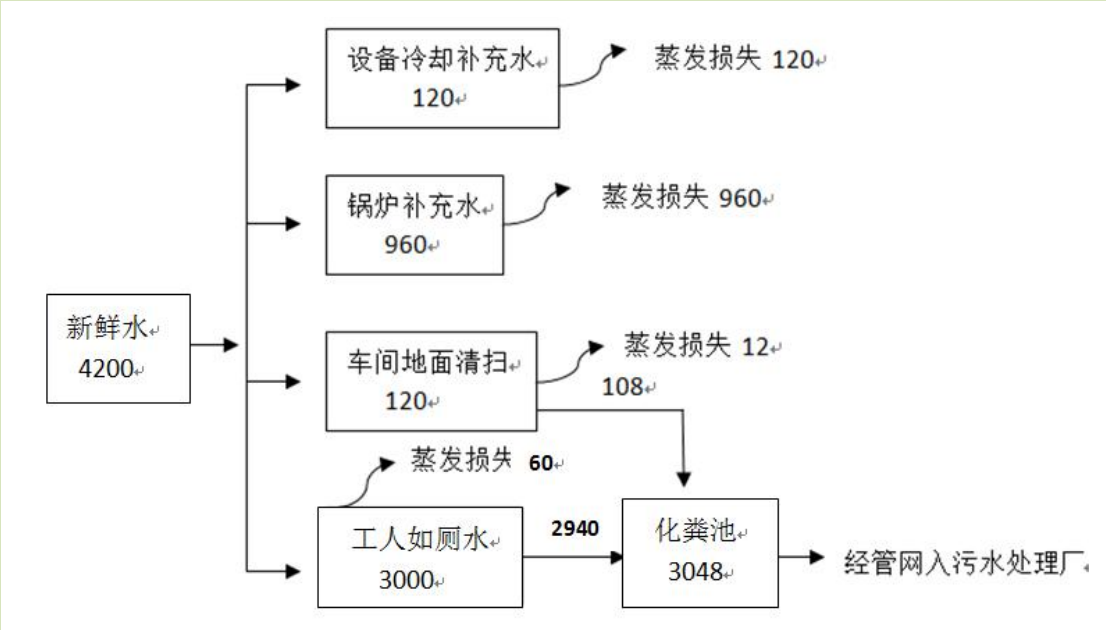 设备冷却补充水
120
蒸发损失 120
锅炉补充水
960
蒸发损失 960
新鲜水
4200
车间地面清扫
120
蒸发损失 12
108
蒸发损失 60
工人如厕水
3000
2940
化粪池
3048
经管网入污水处理厂